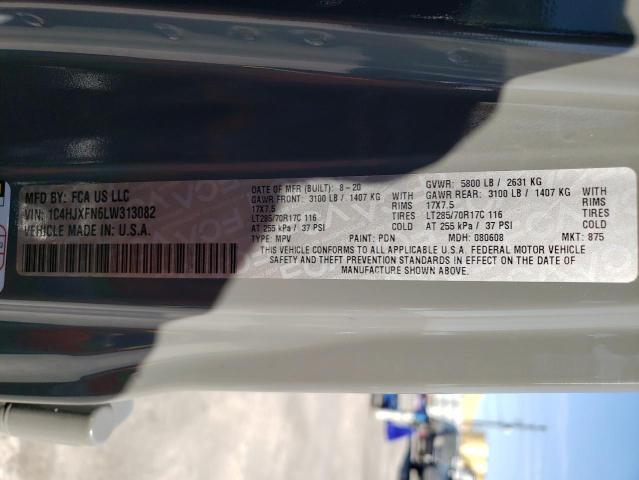 MFD BY: FCA US LLC
VIN: 1C4HJXFN6LW313082
VEHICLE MADE IN: U.S.A.
DATE OF MFR (BUILT): 8-20
GAWR FRONT: 3100 LB / 1407 KG WITH
17X7.5 RIMS
LT285/70R17C 116 TIRES
AT 255 kPa / 37 PSI COLD
GVWR: 5800 LB / 2631 KG
GAWR REAR: 3100 LB / 1407 KG WITH
17X7.5 RIMS
LT285/70R17C 116 TIRES
AT 255 kPa / 37 PSI COLD
TYPE: MPV PAINT: PDN MDH: 080608 MKT: 875
THIS VEHICLE CONFORMS TO ALL APPLICABLE U.S.A. FEDERAL MOTOR VEHICLE
SAFETY AND THEFT PREVENTION STANDARDS IN EFFECT ON THE DATE OF
MANUFACTURE SHOWN ABOVE.